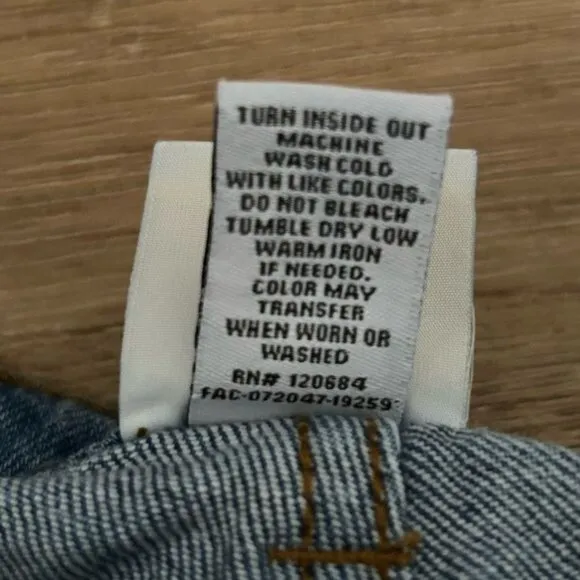 TURN INSIDE OUT
MACHINE
WASH COLD
WITH LIKE COLORS.
DO NOT BLEACH
TUMBLE DRY LOW
WARM IRON
IF NEEDED.
COLOR MAY
TRANSFER
WHEN WORN OR
WASHED
RN# 120684
FAC-072047-19259